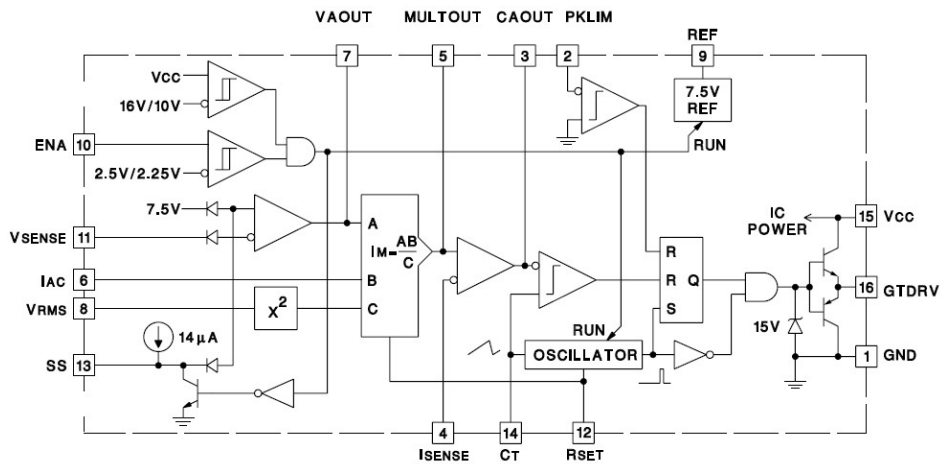 VAOUT MULTOUT CAOUT PKLIM REF
7 5 3 2 9
VCC
16V/10V
7.5V
REF
ENA 10
2.5V/2.25V
RUN
7.5V
VSENSE 11
A
IM=AB/C
IC
POWER
15 VCC
IAC 6
B
R
R Q
S
16 GTDRV
VRMS 8
X²
C
14µA
RUN
15V
SS 13
OSCILLATOR
1 GND
4 14 12
ISENSE CT RSET